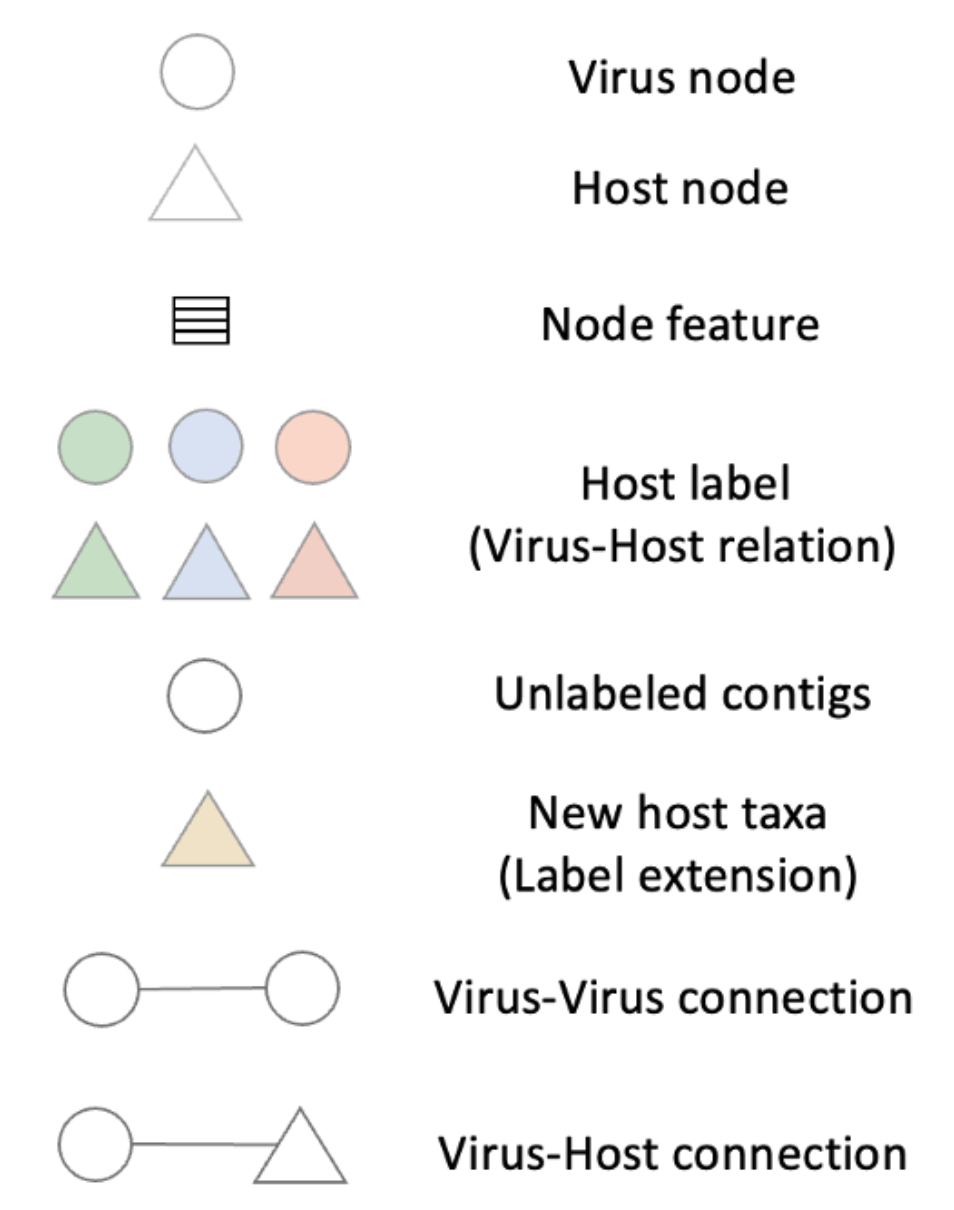 Virus node
Host node
Node feature
Host label
(Virus-Host relation)
Unlabeled contigs
New host taxa
(Label extension)
Virus-Virus connection
Virus-Host connection